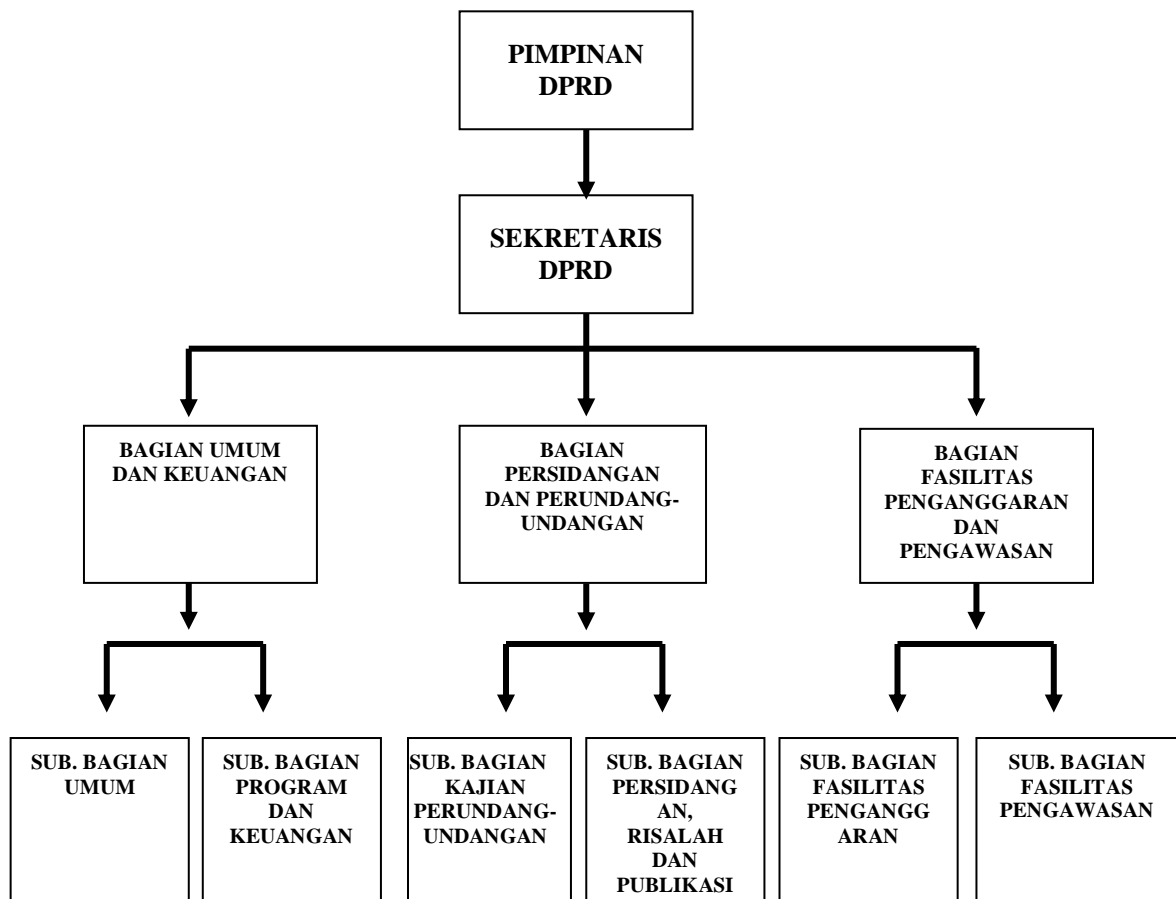 PIMPINAN
DPRD
SEKRETARIS
DPRD
BAGIAN UMUM
DAN KEUANGAN
BAGIAN
PERSIDANGAN
DAN PERUNDANG-
UNDANGAN
BAGIAN
FASILITAS
PENGANGGARAN
DAN
PENGAWASAN
SUB. BAGIAN
UMUM
SUB. BAGIAN
PROGRAM
DAN
KEUANGAN
SUB. BAGIAN
KAJIAN
PERUNDANG-
UNDANGAN
SUB. BAGIAN
PERSIDANG
AN,
RISALAH
DAN
PUBLIKASI
SUB. BAGIAN
FASILITAS
PENGANGG
ARAN
SUB. BAGIAN
FASILITAS
PENGAWASAN